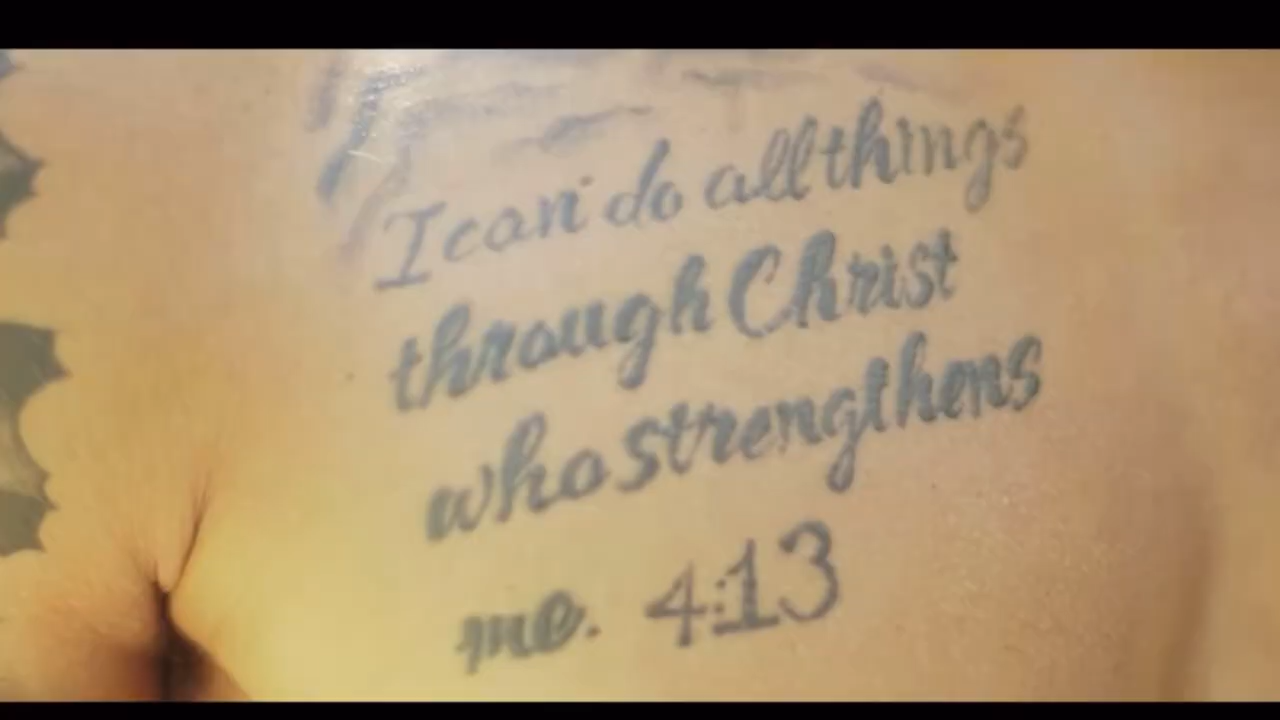 I can do all things
through Christ
who strengthens
me. 4:13